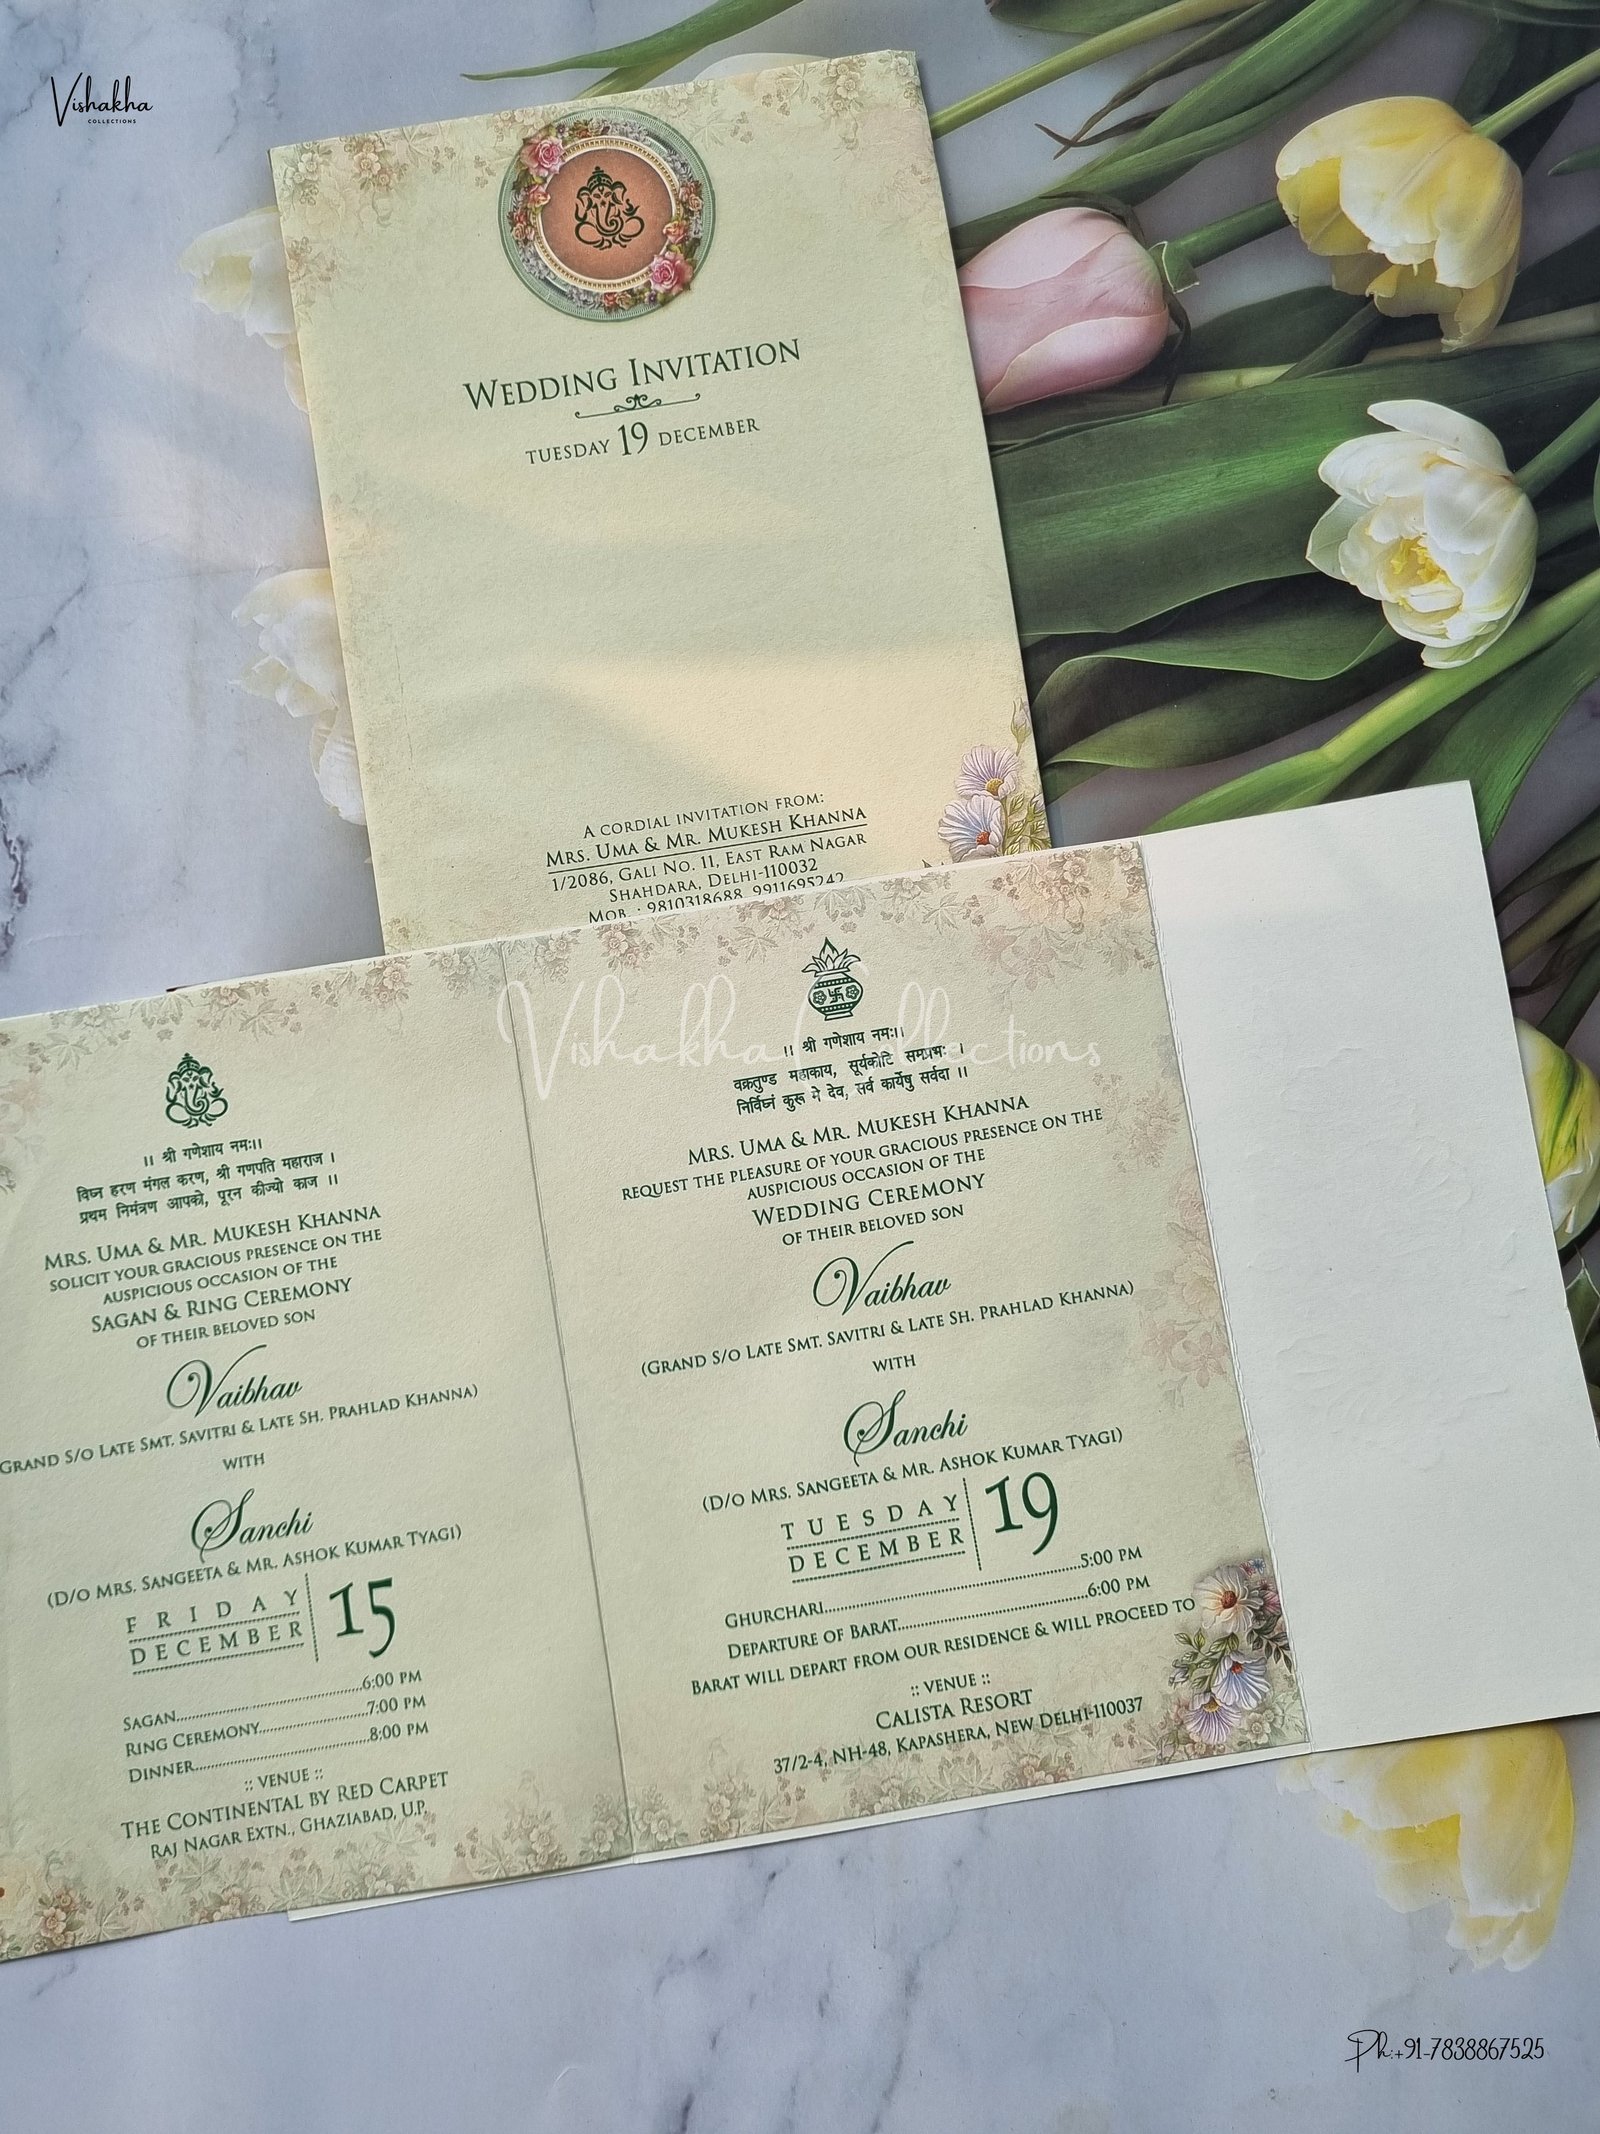 Vishakha
COLLECTIONS
WEDDING INVITATION
TUESDAY 19 DECEMBER
A CORDIAL INVITATION FROM:
MRS. UMA & MR. MUKESH KHANNA
1/2086, GALI NO. 11, EAST RAM NAGAR
SHAHDARA, DELHI-110032
MOB. : 9810318688, 9911695242
।। श्री गणेशाय नमः।।
विघ्न हरण मंगल करण, श्री गणपति महाराज ।
प्रथम निमंत्रण आपको, पूरन कीज्यो काज ।।
MRS. UMA & MR. MUKESH KHANNA
SOLICIT YOUR GRACIOUS PRESENCE ON THE
AUSPICIOUS OCCASION OF THE
SAGAN & RING CEREMONY
OF THEIR BELOVED SON
Vaibhav
GRAND S/O LATE SMT. SAVITRI & LATE SH. PRAHLAD KHANNA)
WITH
Sanchi
(D/O MRS. SANGEETA & MR. ASHOK KUMAR TYAGI)
FRIDAY
DECEMBER
15
SAGAN..............................................6:00 PM
RING CEREMONY..........................7:00 PM
DINNER..........................................8:00 PM
:: VENUE ::
THE CONTINENTAL BY RED CARPET
RAJ NAGAR EXTN., GHAZIABAD, U.P.
Vishakha Collections
।। श्री गणेशाय नमः।।
वक्रतुण्ड महाकाय, सूर्यकोटि समप्रभः ।
निर्विघ्नं कुरू मे देव, सर्व कार्येषु सर्वदा ।।
MRS. UMA & MR. MUKESH KHANNA
REQUEST THE PLEASURE OF YOUR GRACIOUS PRESENCE ON THE
AUSPICIOUS OCCASION OF THE
WEDDING CEREMONY
OF THEIR BELOVED SON
Vaibhav
(GRAND S/O LATE SMT. SAVITRI & LATE SH. PRAHLAD KHANNA)
WITH
Sanchi
(D/O MRS. SANGEETA & MR. ASHOK KUMAR TYAGI)
TUESDAY
DECEMBER
19
GHURCHARI................................................................5:00 PM
DEPARTURE OF BARAT...............................................6:00 PM
BARAT WILL DEPART FROM OUR RESIDENCE & WILL PROCEED TO
:: VENUE ::
CALISTA RESORT
37/2-4, NH-48, KAPASHERA, NEW DELHI-110037
Ph:+91-7838867525